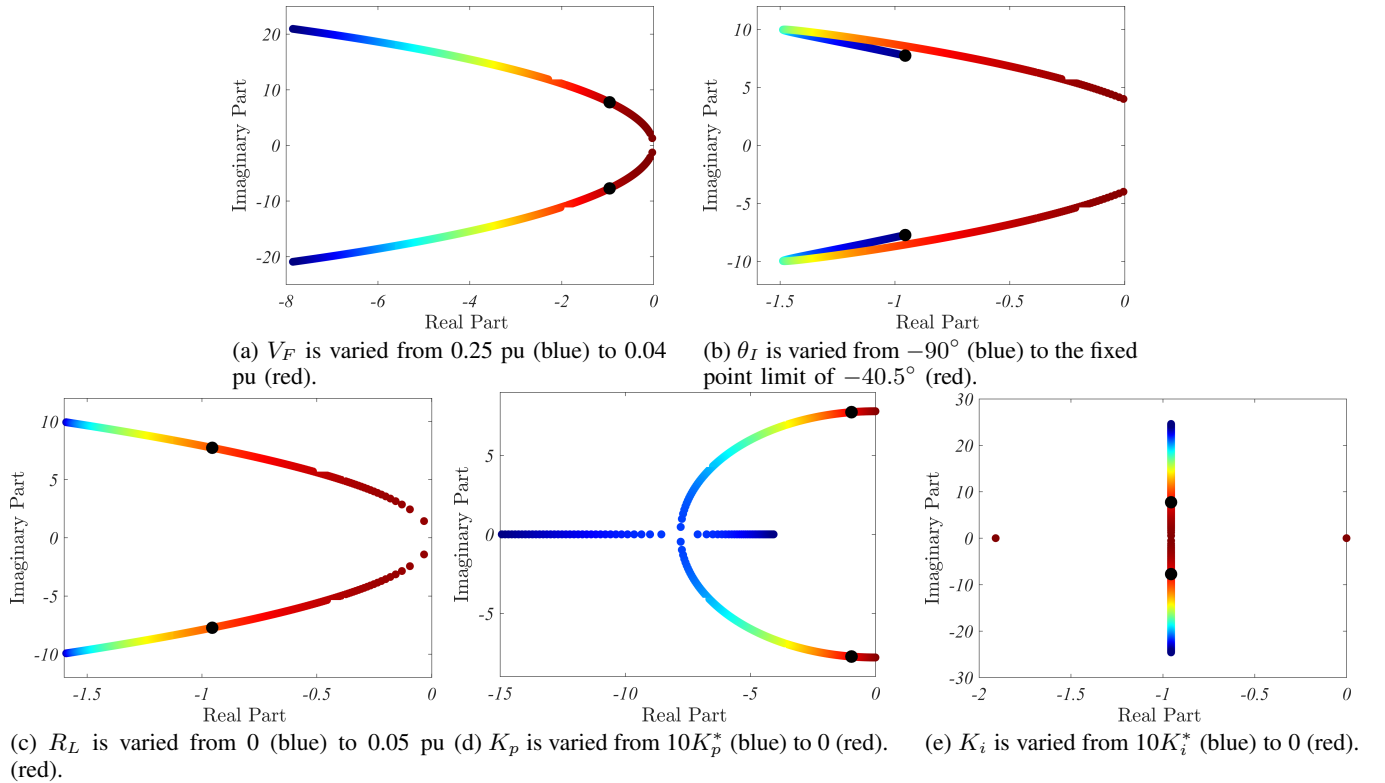 20
10
0
-10
-20
Imaginary Part
-8
-6
-4
-2
0
Real Part
(a) V_F is varied from 0.25 pu (blue) to 0.04
pu (red).
10
5
0
-5
-10
Imaginary Part
-1.5
-1
-0.5
0
Real Part
(b) θ_I is varied from −90° (blue) to the fixed
point limit of −40.5° (red).
10
5
0
-5
-10
Imaginary Part
-1.5
-1
-0.5
0
Real Part
(c) R_L is varied from 0 (blue) to 0.05 pu
(red).
5
0
-5
Imaginary Part
-15
-10
-5
0
Real Part
(d) K_p is varied from 10K_p^* (blue) to 0 (red).
30
20
10
0
-10
-20
-30
Imaginary Part
-2
-1.5
-1
-0.5
0
Real Part
(e) K_i is varied from 10K_i^* (blue) to 0 (red).